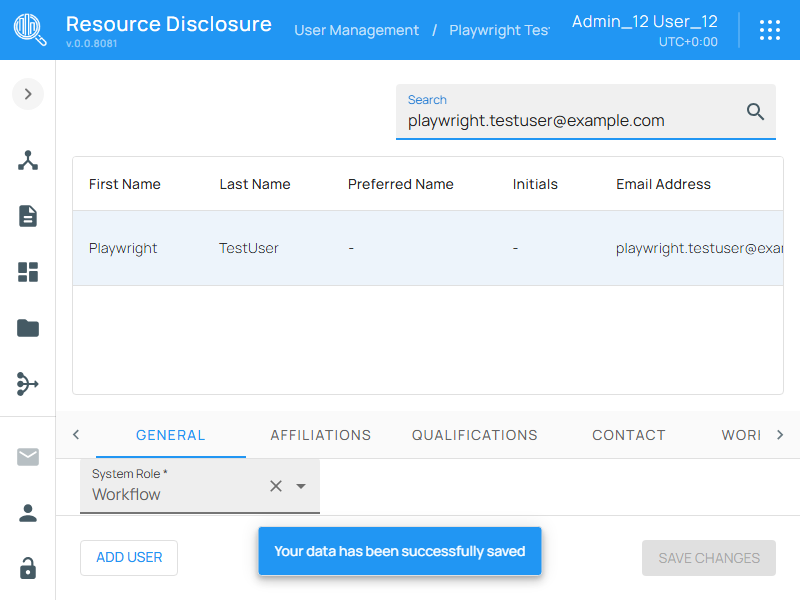 Resource Disclosure
v.0.0.8081
User Management / Playwright Tes
Admin_12 User_12
UTC+0:00
Search
playwright.testuser@example.com
First Name Last Name Preferred Name Initials Email Address
Playwright TestUser - - playwright.testuser@exa
GENERAL AFFILIATIONS QUALIFICATIONS CONTACT WOR
System Role *
Workflow
ADD USER
Your data has been successfully saved
SAVE CHANGES